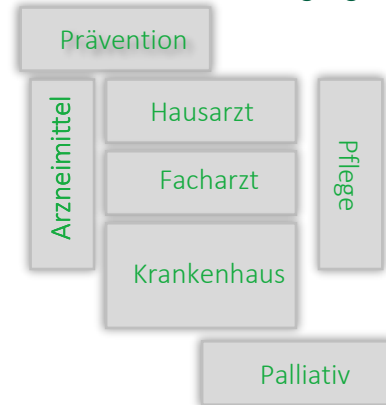 Prävention
Arzneimittel
Hausarzt
Facharzt
Krankenhaus
Pflege
Palliativ